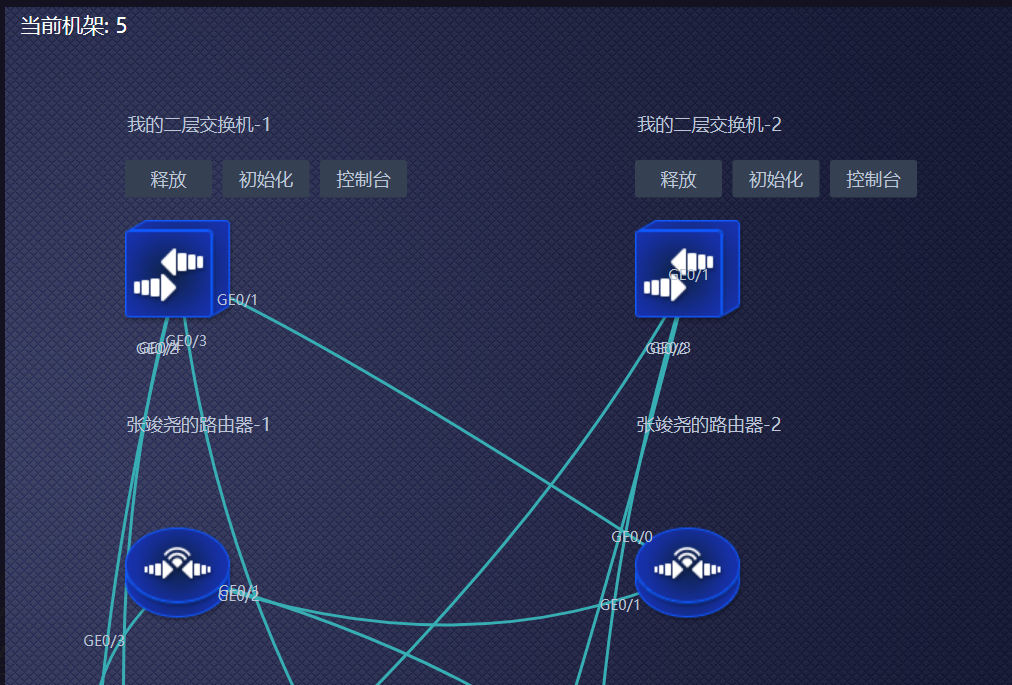 当前机架: 5
我的二层交换机-1
我的二层交换机-2
释放 初始化 控制台
释放 初始化 控制台
GE0/1
GE0/1
GE0/3
GE0/2
张竣尧的路由器-1
张竣尧的路由器-2
GE0/0
GE0/1
GE0/2
GE0/1
GE0/3